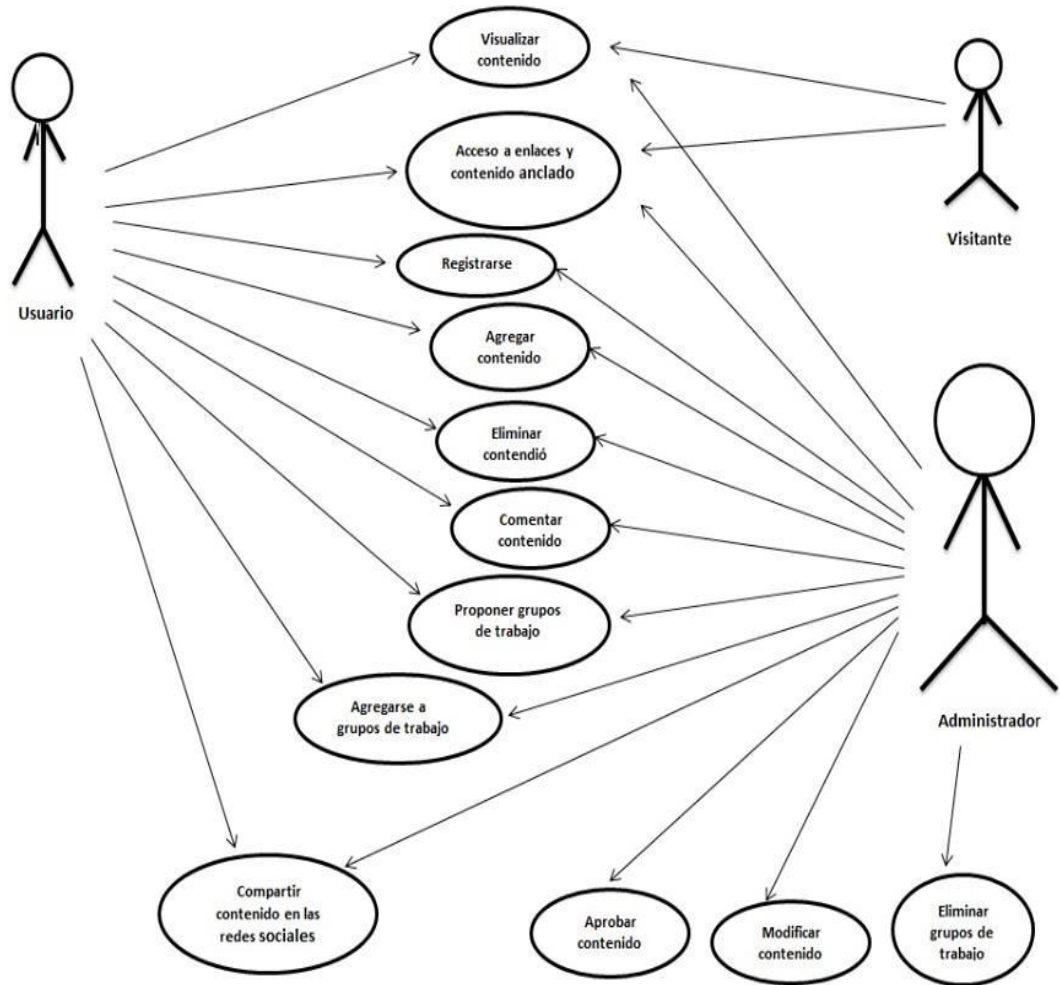 Visualizar
contenido
Acceso a enlaces y
contenido anclado
Visitante
Registrarse
Usuario
Agregar
contenido
Eliminar
contendió
Comentar
contenido
Proponer grupos
de trabajo
Agregarse a
grupos de trabajo
Administrador
Compartir
contenido en las
redes sociales
Aprobar
contenido
Modificar
contenido
Eliminar
grupos de
trabajo